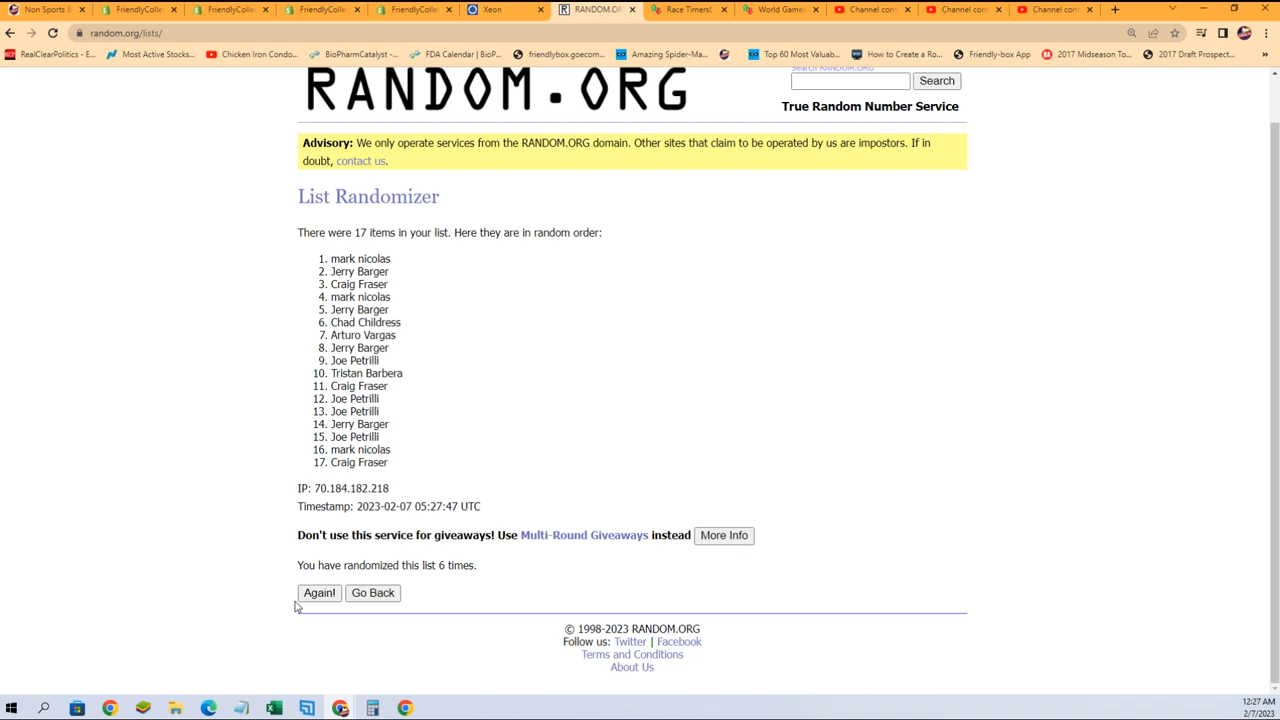 Non Sports B
FriendlyColle
FriendlyColle
FriendlyColle
FriendlyColle
Xeon
RANDOM.OR
Race Timers!
World Game
Channel cont
Channel cont
Channel cont
random.org/lists/
RealClearPolitics - E...
Most Active Stocks...
Chicken Iron Condo...
BioPharmCatalyst -...
FDA Calendar | BioP...
friendlybox.goecom...
Amazing Spider-Ma...
Top 60 Most Valuab...
How to Create a Ro...
Friendly-box App
2017 Midseason To...
2017 Draft Prospect...
RANDOM.ORG
Search RANDOM.ORG
Search
True Random Number Service
Advisory: We only operate services from the RANDOM.ORG domain. Other sites that claim to be operated by us are impostors. If in
doubt, contact us.
List Randomizer
There were 17 items in your list. Here they are in random order:
1. mark nicolas
2. Jerry Barger
3. Craig Fraser
4. mark nicolas
5. Jerry Barger
6. Chad Childress
7. Arturo Vargas
8. Jerry Barger
9. Joe Petrilli
10. Tristan Barbera
11. Craig Fraser
12. Joe Petrilli
13. Joe Petrilli
14. Jerry Barger
15. Joe Petrilli
16. mark nicolas
17. Craig Fraser
IP: 70.184.182.218
Timestamp: 2023-02-07 05:27:47 UTC
Don't use this service for giveaways! Use Multi-Round Giveaways instead More Info
You have randomized this list 6 times.
Again! Go Back
© 1998-2023 RANDOM.ORG
Follow us: Twitter | Facebook
Terms and Conditions
About Us
12:27 AM
2/7/2023